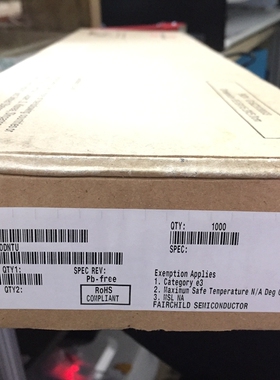 DDNTU
QTY: 1000
SPEC:
QTY1:
SPEC REV:
Pb-free
QTY2:
RoHS
COMPLIANT
Exemption Applies
1. Category e3
2. Maximum Safe Temperature N/A Deg C
3. MSL NA
FAIRCHILD SEMICONDUCTOR